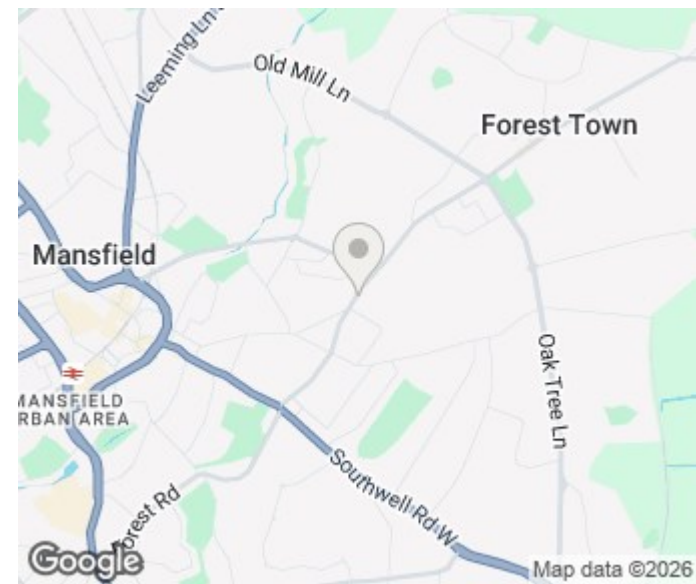 Leeming Ln
Old Mill Ln
Forest Town
Mansfield
Oak Tree Ln
MANSFIELD
RBAN AREA
Southwell Rd W
Forest Rd
Google
Map data ©2026